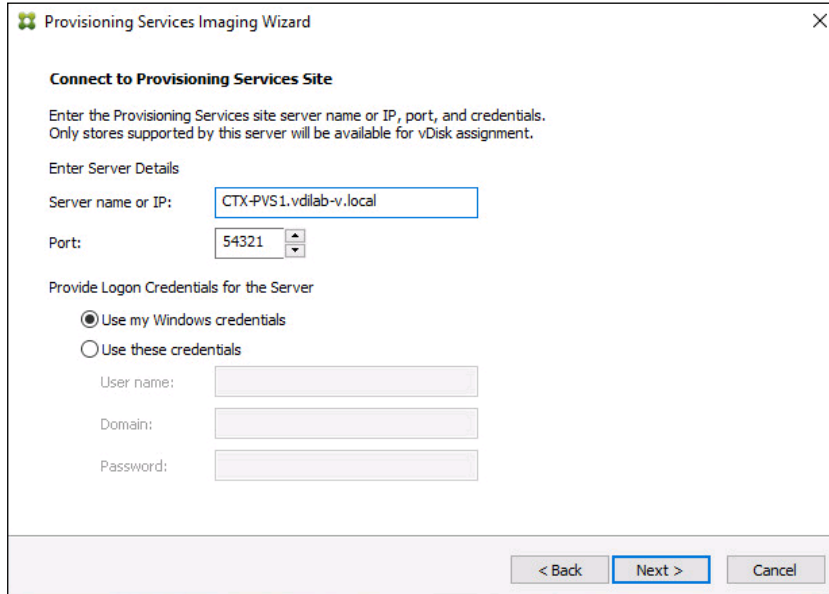 Provisioning Services Imaging Wizard
Connect to Provisioning Services Site
Enter the Provisioning Services site server name or IP, port, and credentials.
Only stores supported by this server will be available for vDisk assignment.
Enter Server Details
Server name or IP: CTX-PVS1.vdilab-v.local
Port: 54321
Provide Logon Credentials for the Server
Use my Windows credentials
Use these credentials
User name:
Domain:
Password:
< Back Next > Cancel